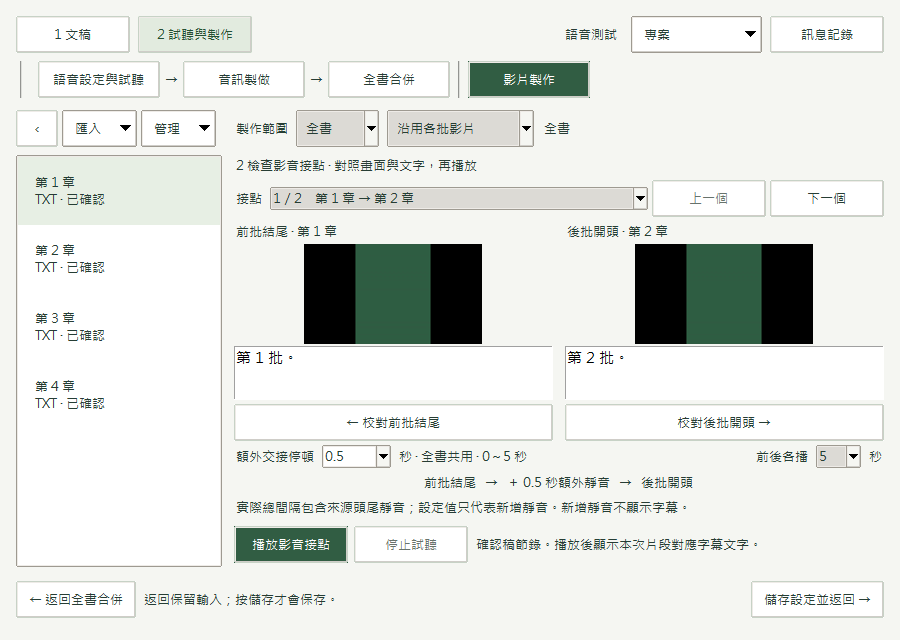 1 文稿
2 試聽與製作
語音測試
專案
訊息記錄
語音設定與試聽
→
音訊製做
→
全書合併
影片製作
‹
匯入
管理
製作範圍
全書
沿用各批影片
全書
第 1 章
TXT · 已確認
第 2 章
TXT · 已確認
第 3 章
TXT · 已確認
第 4 章
TXT · 已確認
2 檢查影音接點 · 對照畫面與文字，再播放
接點
1 / 2 第 1 章 → 第 2 章
上一個
下一個
前批結尾 · 第 1 章
後批開頭 · 第 2 章
第 1 批。
第 2 批。
← 校對前批結尾
校對後批開頭 →
額外交接停頓
0.5
秒 · 全書共用 · 0～5 秒
前後各播
5
秒
前批結尾 → + 0.5 秒額外靜音 → 後批開頭
實際總間隔包含來源頭尾靜音；設定值只代表新增靜音。新增靜音不顯示字幕。
播放影音接點
停止試聽
確認稿節錄。播放後顯示本次片段對應字幕文字。
← 返回全書合併
返回保留輸入；按儲存才會保存。
儲存設定並返回 →